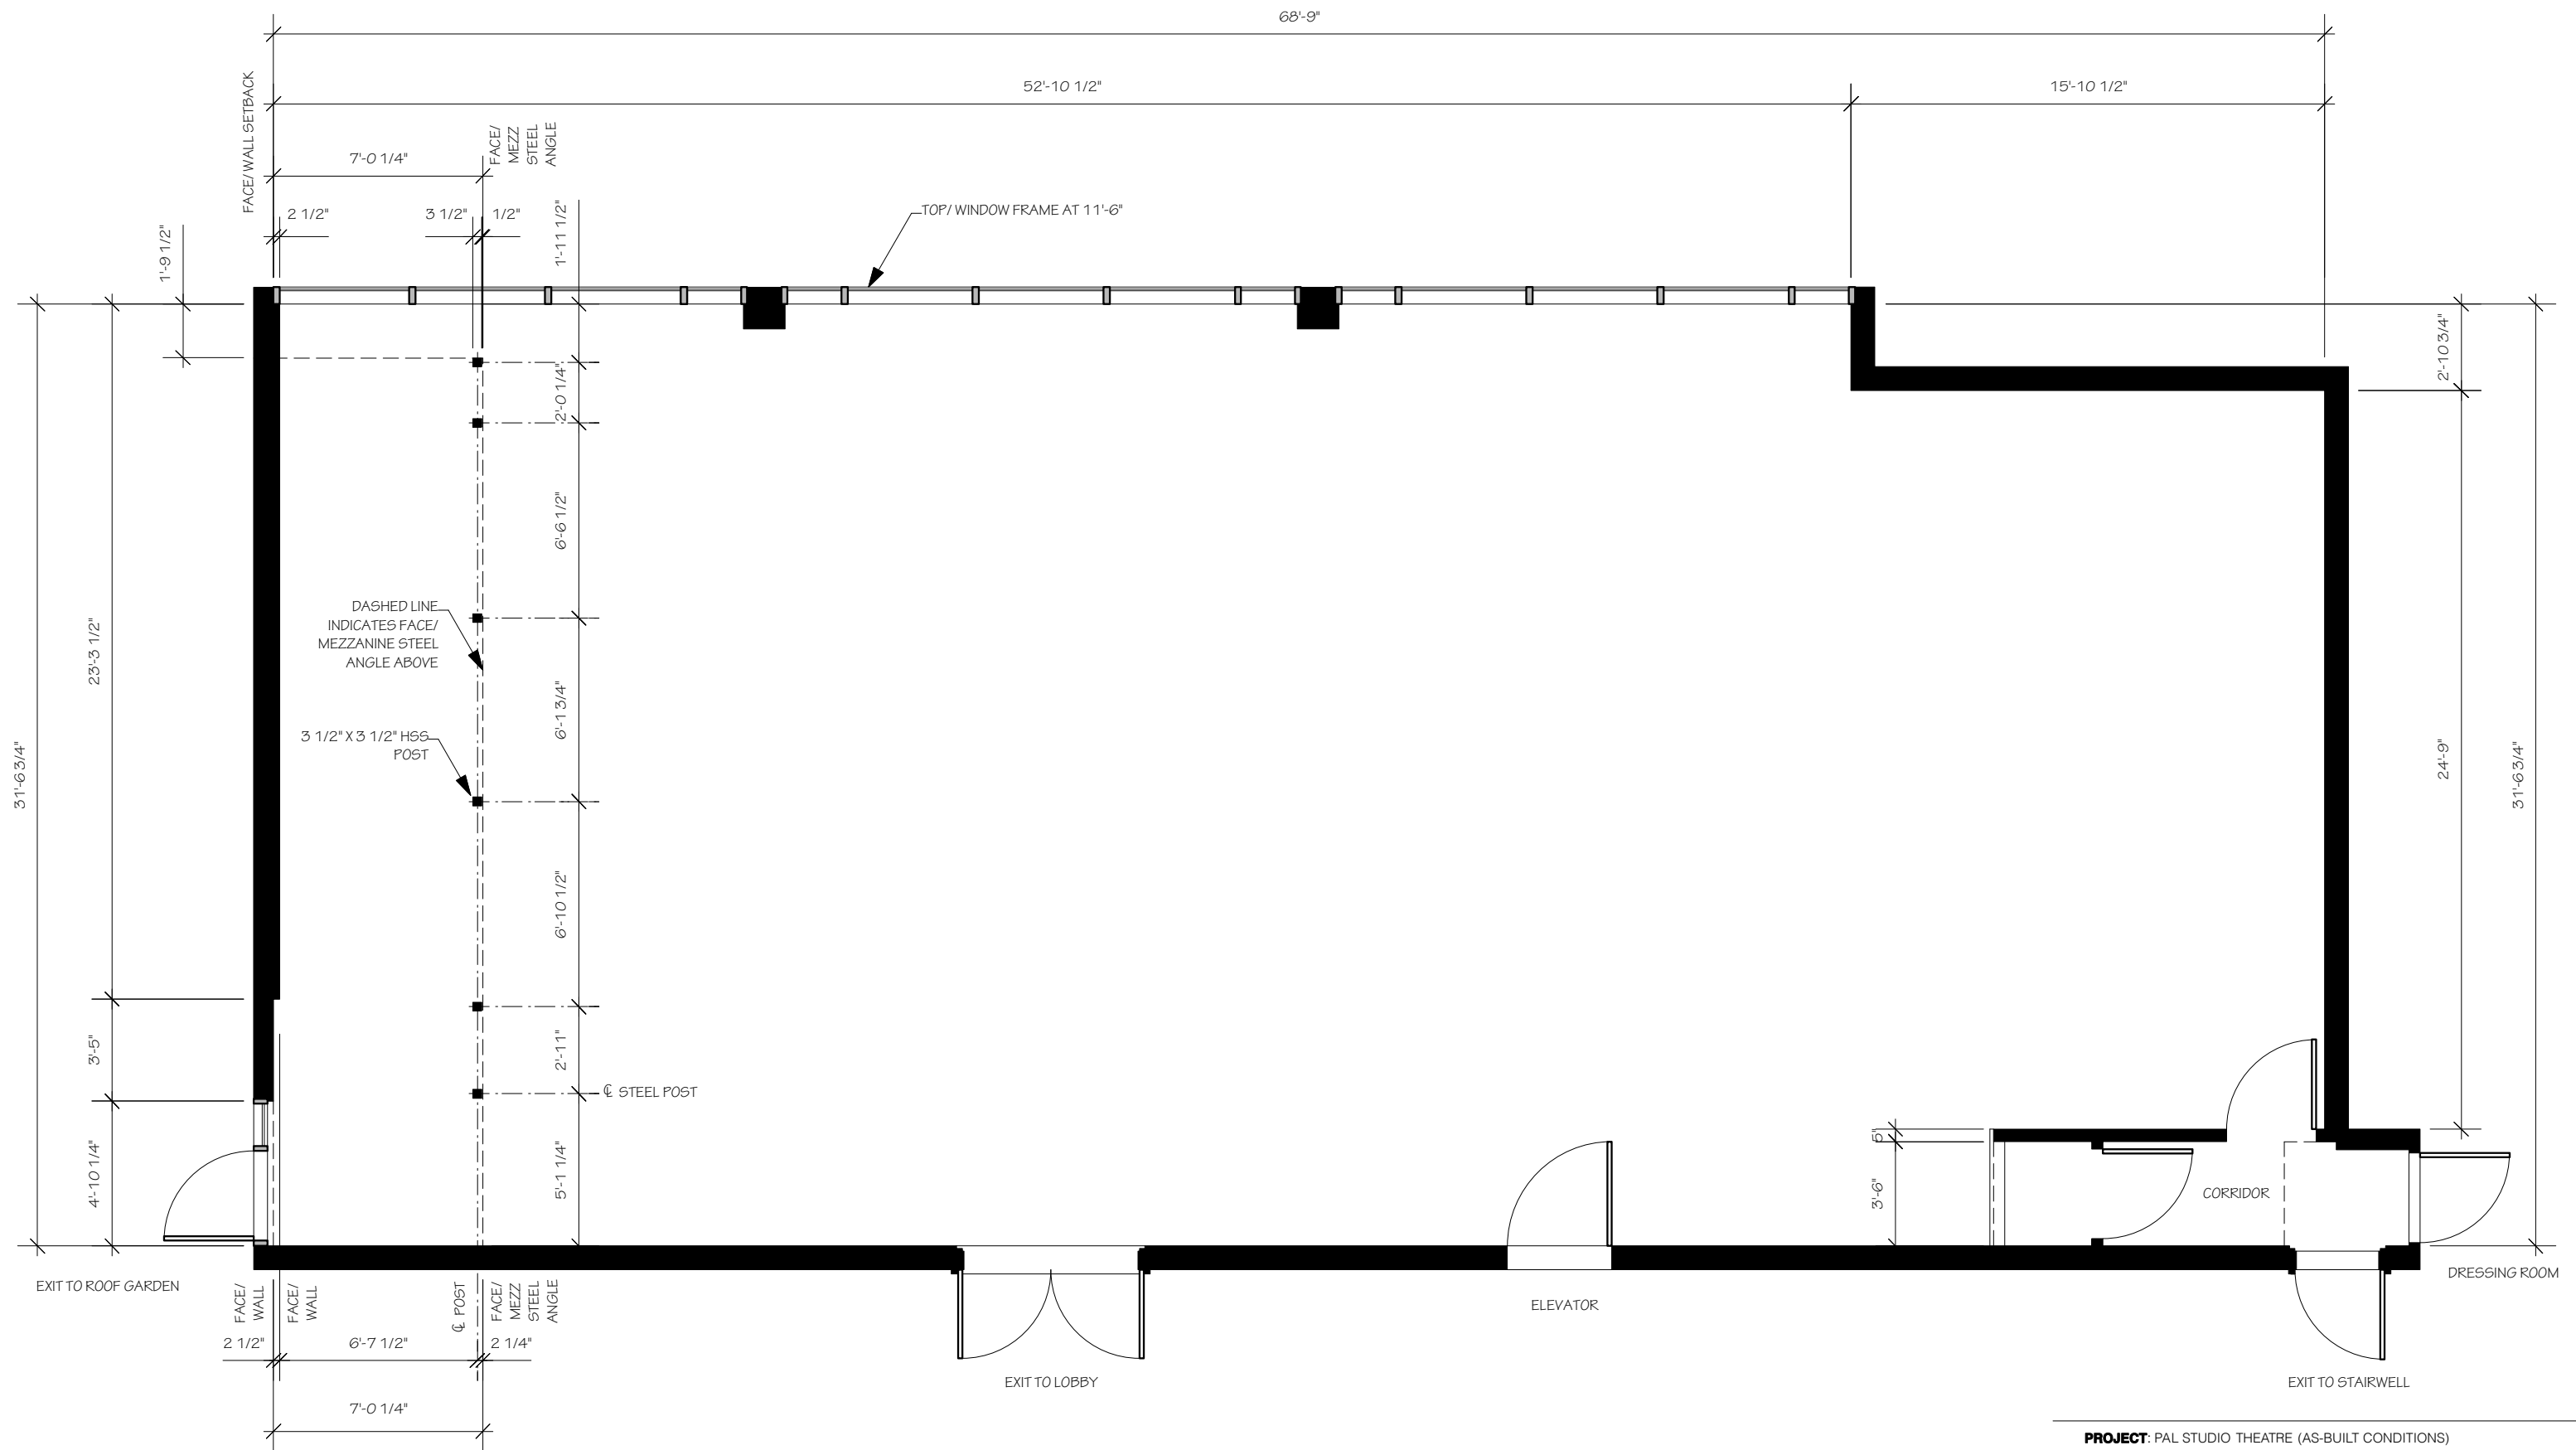 68'-9"
52'-10 1/2"
15'-10 1/2"
FACE/ WALL SETBACK
7'-0 1/4"
FACE/
MEZZ
STEEL
ANGLE
2 1/2"
3 1/2"
1/2"
1'-11 1/2"
1'-9 1/2"
TOP/ WINDOW FRAME AT 11'-6"
2'-0 1/4"
2'-10 3/4"
6'-6 1/2"
DASHED LINE
INDICATES FACE/
MEZZANINE STEEL
ANGLE ABOVE
23'-3 1/2"
6'-1 3/4"
3 1/2" X 3 1/2" HSS
POST
31'-6 3/4"
24'-9"
31'-6 3/4"
6'-10 1/2"
3'-5"
2'-11"
℄ STEEL POST
4'-10 1/4"
5'-1 1/4"
5"
3'-6"
CORRIDOR
EXIT TO ROOF GARDEN
DRESSING ROOM
FACE/
WALL
FACE/
WALL
℄ POST
FACE/
MEZZ
STEEL
ANGLE
ELEVATOR
2 1/2"
6'-7 1/2"
2 1/4"
EXIT TO LOBBY
EXIT TO STAIRWELL
7'-0 1/4"
PROJECT: PAL STUDIO THEATRE (AS-BUILT CONDITIONS)